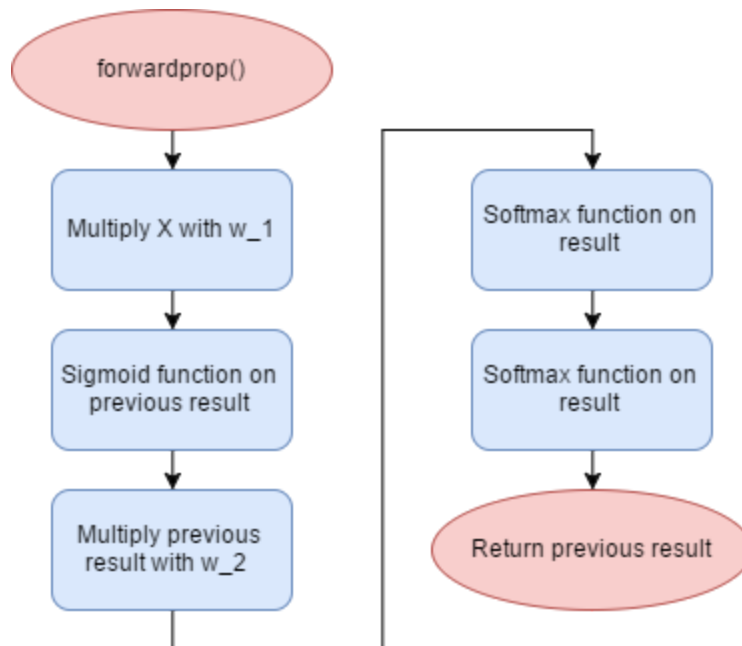 forwardprop()
Multiply X with w_1
Sigmoid function on
previous result
Multiply previous
result with w_2
Softmax function on
result
Softmax function on
result
Return previous result